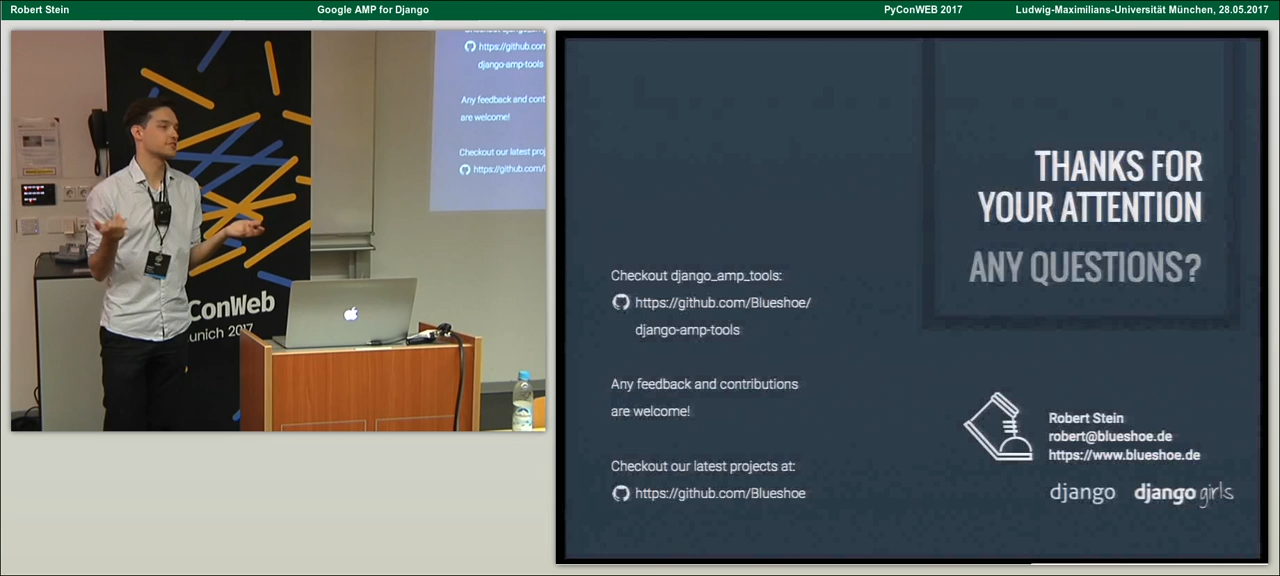 Robert Stein
Google AMP for Django
PyConWEB 2017
Ludwig-Maximilians-Universität München, 28.05.2017
https://github.com
django-amp-tools
Any feedback and cont
are welcome!
Checkout our latest proj
https://github.com/
ConWeb
unich 2017
THANKS FOR
YOUR ATTENTION
ANY QUESTIONS?
Checkout django_amp_tools:
https://github.com/Blueshoe/
django-amp-tools
Any feedback and contributions
are welcome!
Checkout our latest projects at:
https://github.com/Blueshoe
Robert Stein
robert@blueshoe.de
https://www.blueshoe.de
django
django girls